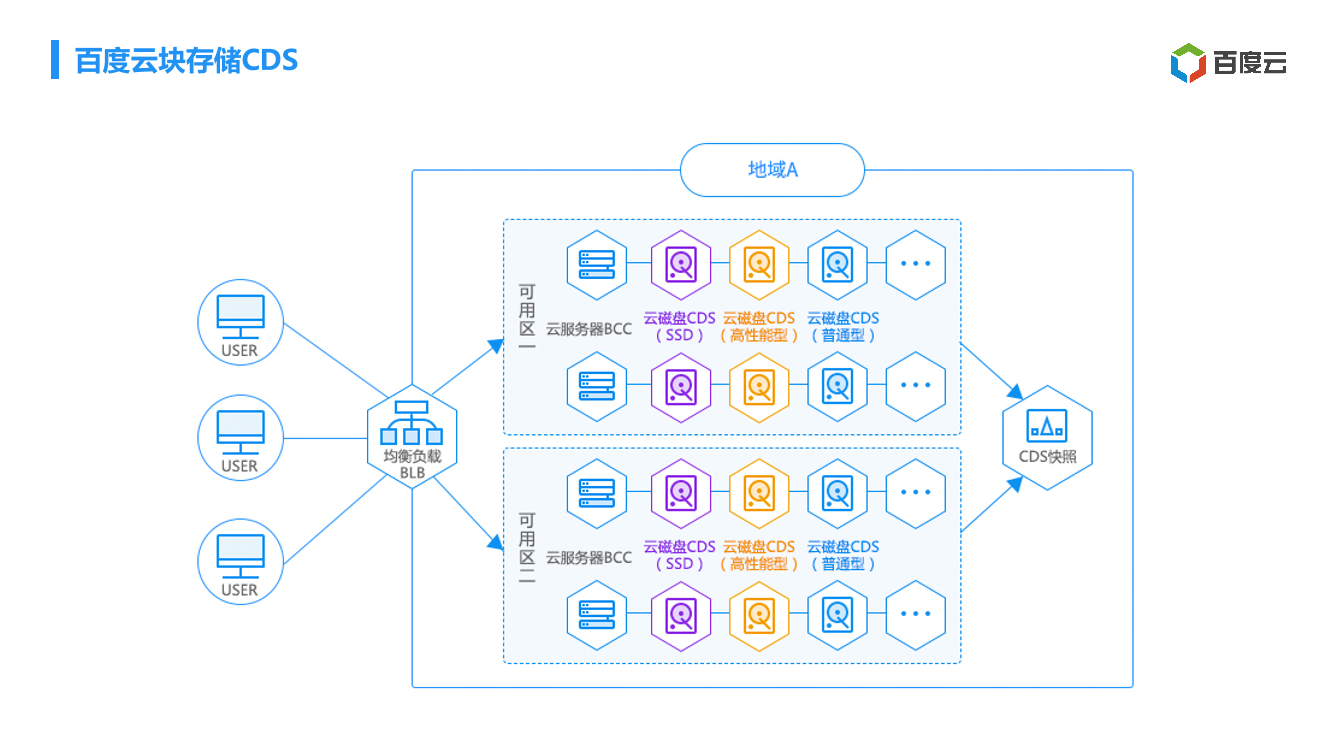 百度云块存储CDS
百度云
地域A
USER
USER
USER
均衡负载
BLB
可用区一
云服务器BCC
云磁盘CDS
（SSD）
云磁盘CDS
（高性能型）
云磁盘CDS
（普通型）
可用区二
云服务器BCC
云磁盘CDS
（SSD）
云磁盘CDS
（高性能型）
云磁盘CDS
（普通型）
CDS快照